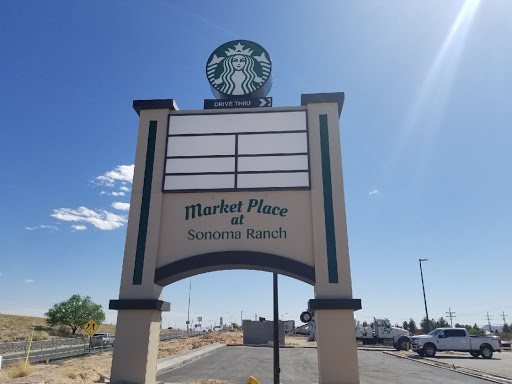 DRIVE THRU
Market Place
at
Sonoma Ranch